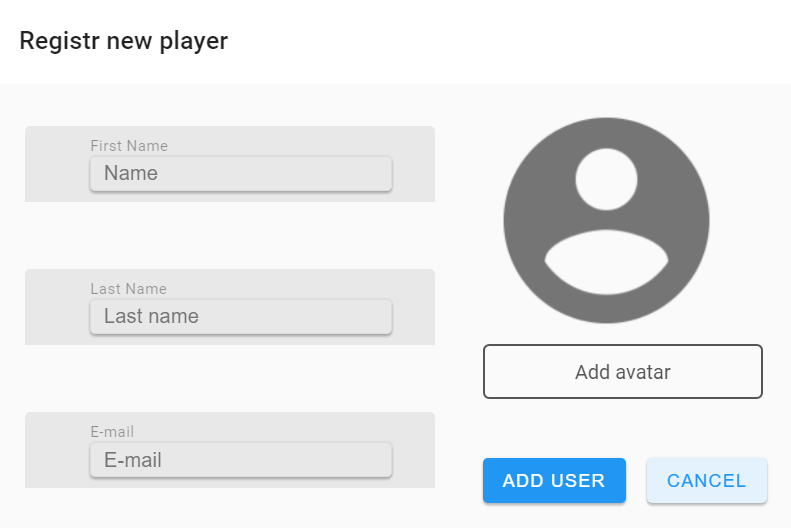 Registr new player
First Name
Name
Last Name
Last name
E-mail
E-mail
Add avatar
ADD USER
CANCEL